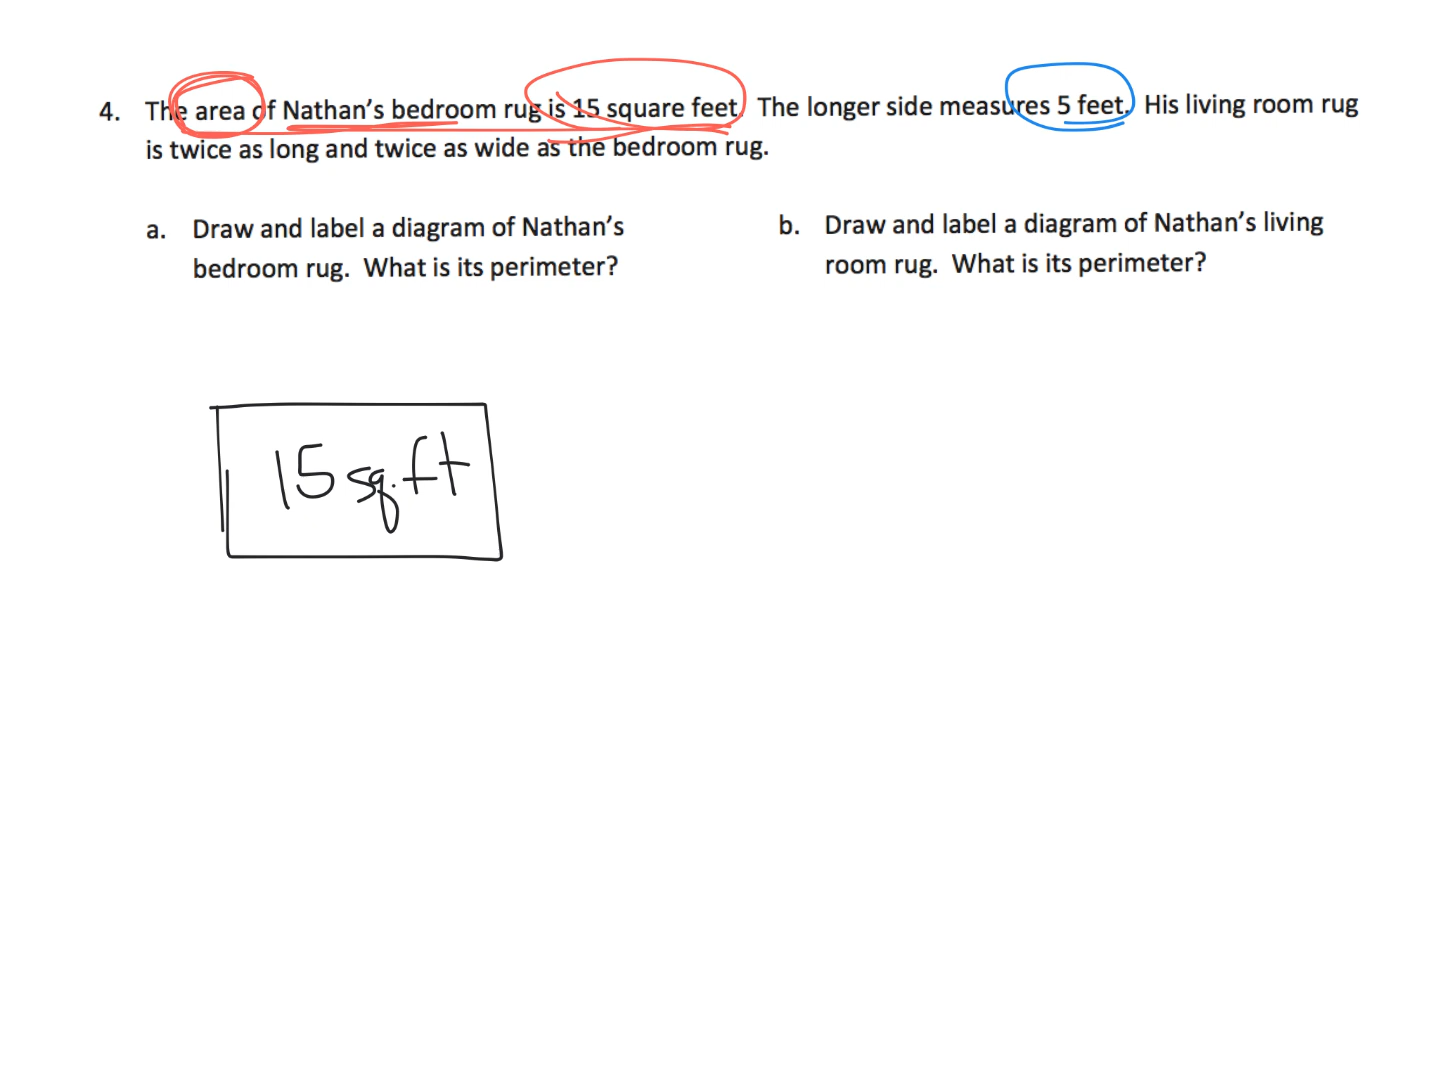 4. The area of Nathan's bedroom rug is 15 square feet. The longer side measures 5 feet. His living room rug
is twice as long and twice as wide as the bedroom rug.
a. Draw and label a diagram of Nathan's
bedroom rug. What is its perimeter?
b. Draw and label a diagram of Nathan's living
room rug. What is its perimeter?
15 sq. ft